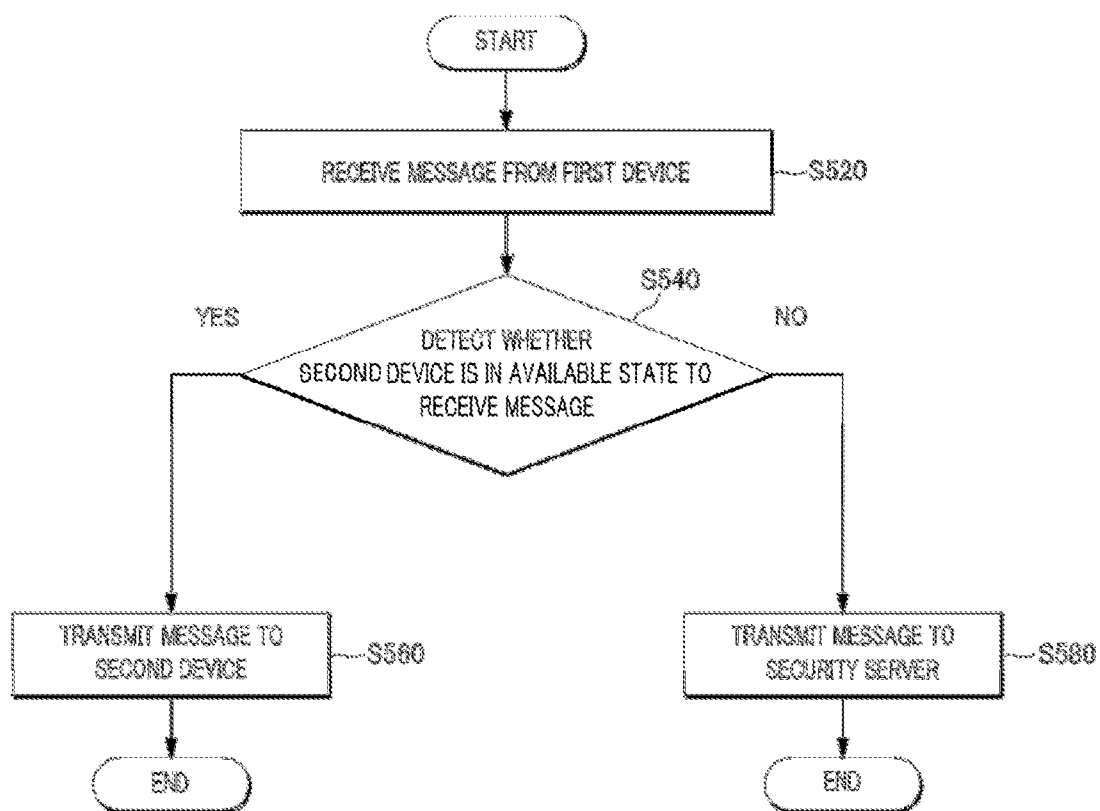 START
RECEIVE MESSAGE FROM FIRST DEVICE
S520
S540
YES
NO
DETECT WHETHER
SECOND DEVICE IS IN AVAILABLE STATE TO
RECEIVE MESSAGE
TRANSMIT MESSAGE TO
SECOND DEVICE
S560
TRANSMIT MESSAGE TO
SECURITY SERVER
S580
END
END